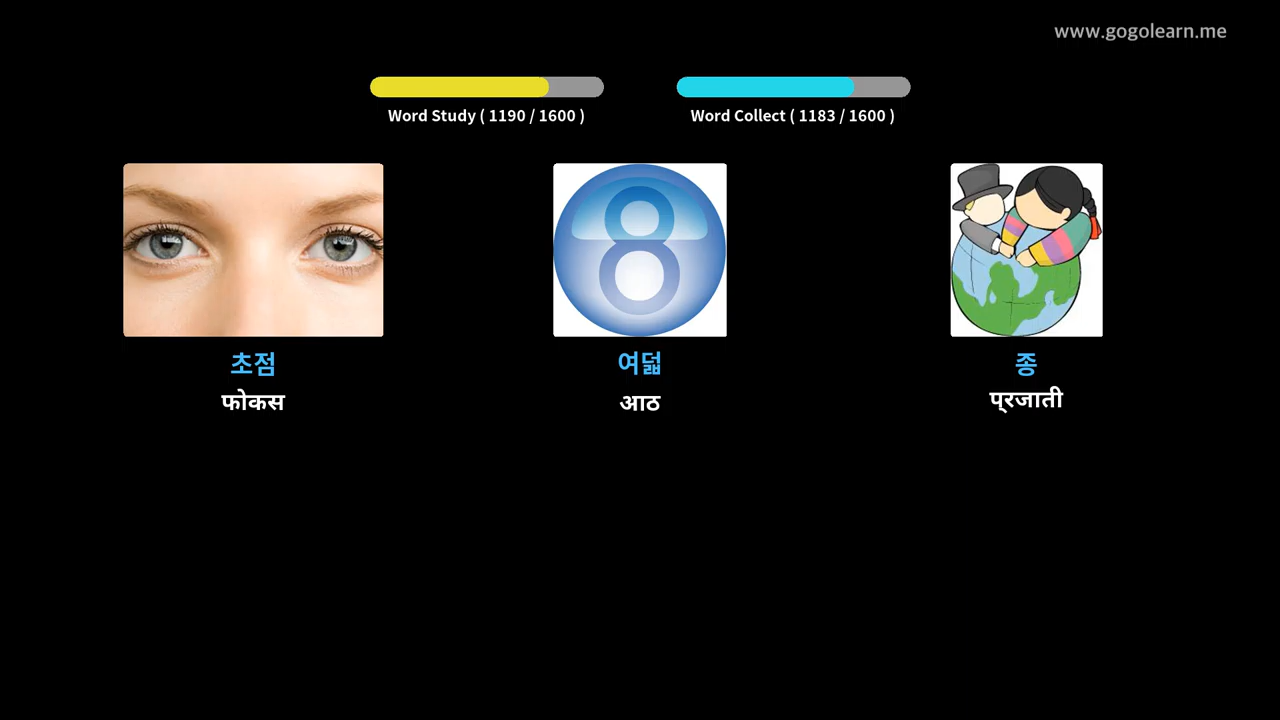 www.gogolearn.me
Word Study ( 1190 / 1600 )
Word Collect ( 1183 / 1600 )
8
초점
여덟
종
फोकस
आठ
प्रजाती